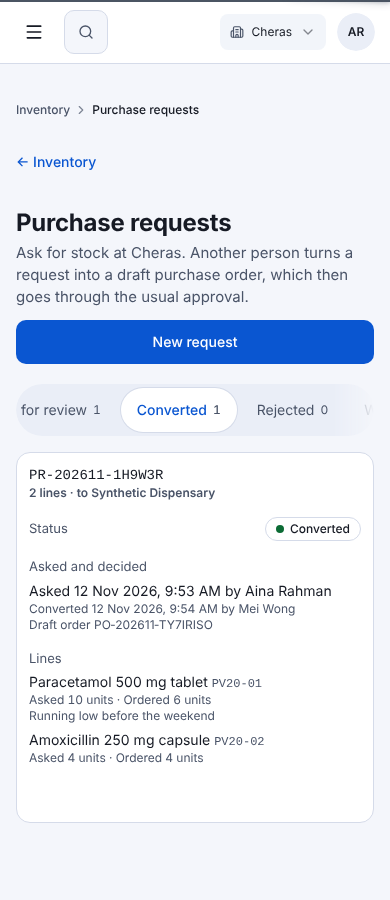 Cheras
AR
Inventory
Purchase requests
← Inventory
Purchase requests
Ask for stock at Cheras. Another person turns a
request into a draft purchase order, which then
goes through the usual approval.
New request
for review 1
Converted 1
Rejected 0
PR-202611-1H9W3R
2 lines · to Synthetic Dispensary
Status
Converted
Asked and decided
Asked 12 Nov 2026, 9:53 AM by Aina Rahman
Converted 12 Nov 2026, 9:54 AM by Mei Wong
Draft order PO-202611-TY7IRISO
Lines
Paracetamol 500 mg tablet PV20-01
Asked 10 units · Ordered 6 units
Running low before the weekend
Amoxicillin 250 mg capsule PV20-02
Asked 4 units · Ordered 4 units